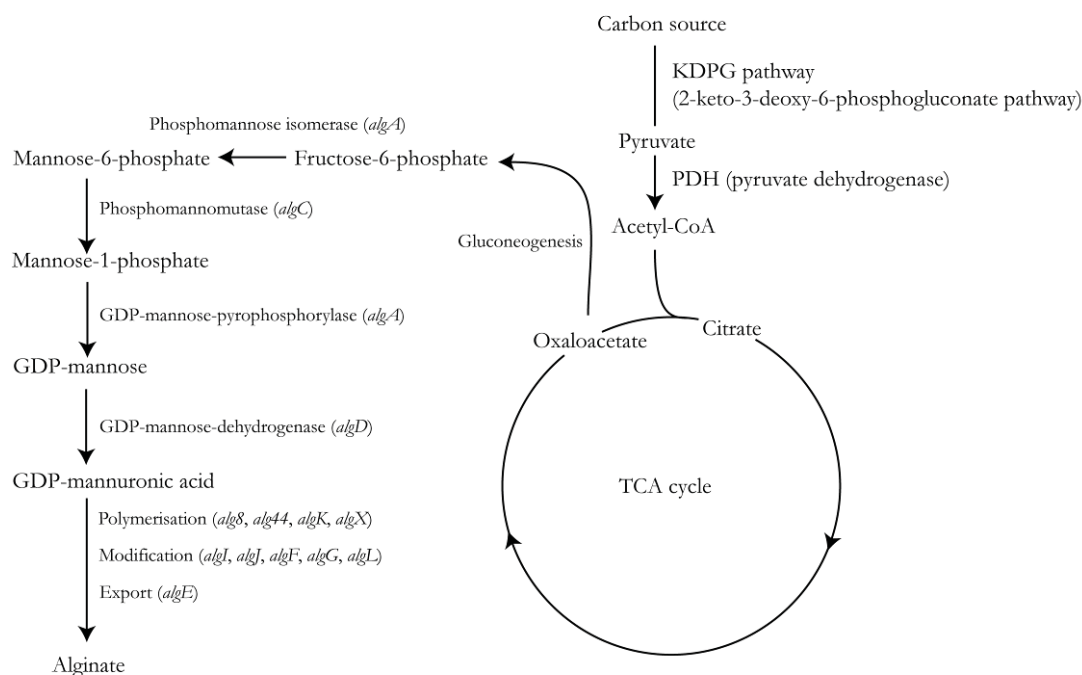 Carbon source
KDPG pathway
(2-keto-3-deoxy-6-phosphogluconate pathway)
Pyruvate
PDH (pyruvate dehydrogenase)
Acetyl-CoA
Citrate
Oxaloacetate
TCA cycle
Gluconeogenesis
Fructose-6-phosphate
Phosphomannose isomerase (algA)
Mannose-6-phosphate
Phosphomannomutase (algC)
Mannose-1-phosphate
GDP-mannose-pyrophosphorylase (algA)
GDP-mannose
GDP-mannose-dehydrogenase (algD)
GDP-mannuronic acid
Polymerisation (alg8, alg44, algK, algX)
Modification (algI, algJ, algF, algG, algL)
Export (algE)
Alginate